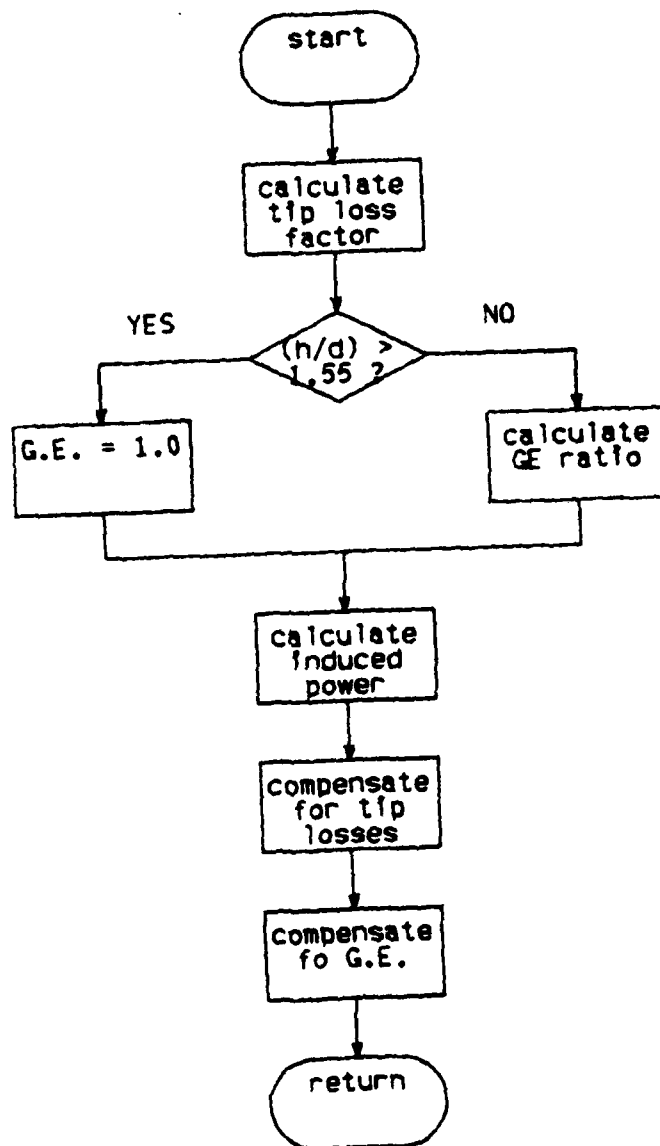 start
calculate
tip loss
factor
YES
NO
(h/d) >
1.55 ?
G.E. = 1.0
calculate
GE ratio
calculate
induced
power
compensate
for tip
losses
compensate
fo G.E.
return